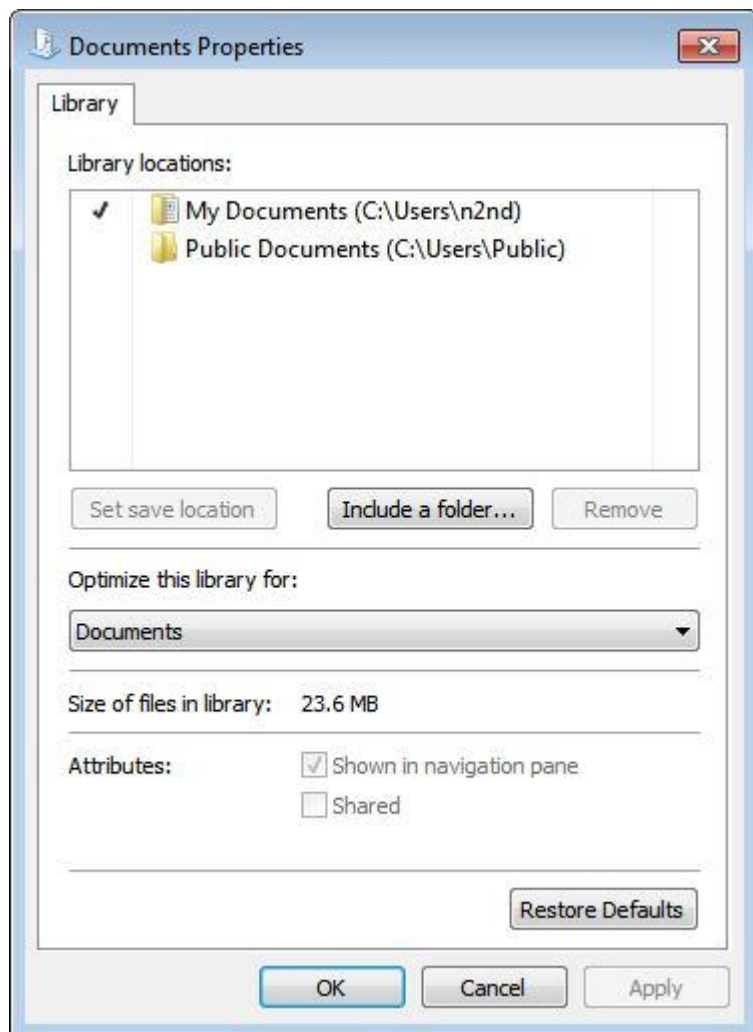 Documents Properties
Library
Library locations:
My Documents (C:\Users\n2nd)
Public Documents (C:\Users\Public)
Set save location Include a folder... Remove
Optimize this library for:
Documents
Size of files in library: 23.6 MB
Attributes: Shown in navigation pane
Shared
Restore Defaults
OK Cancel Apply